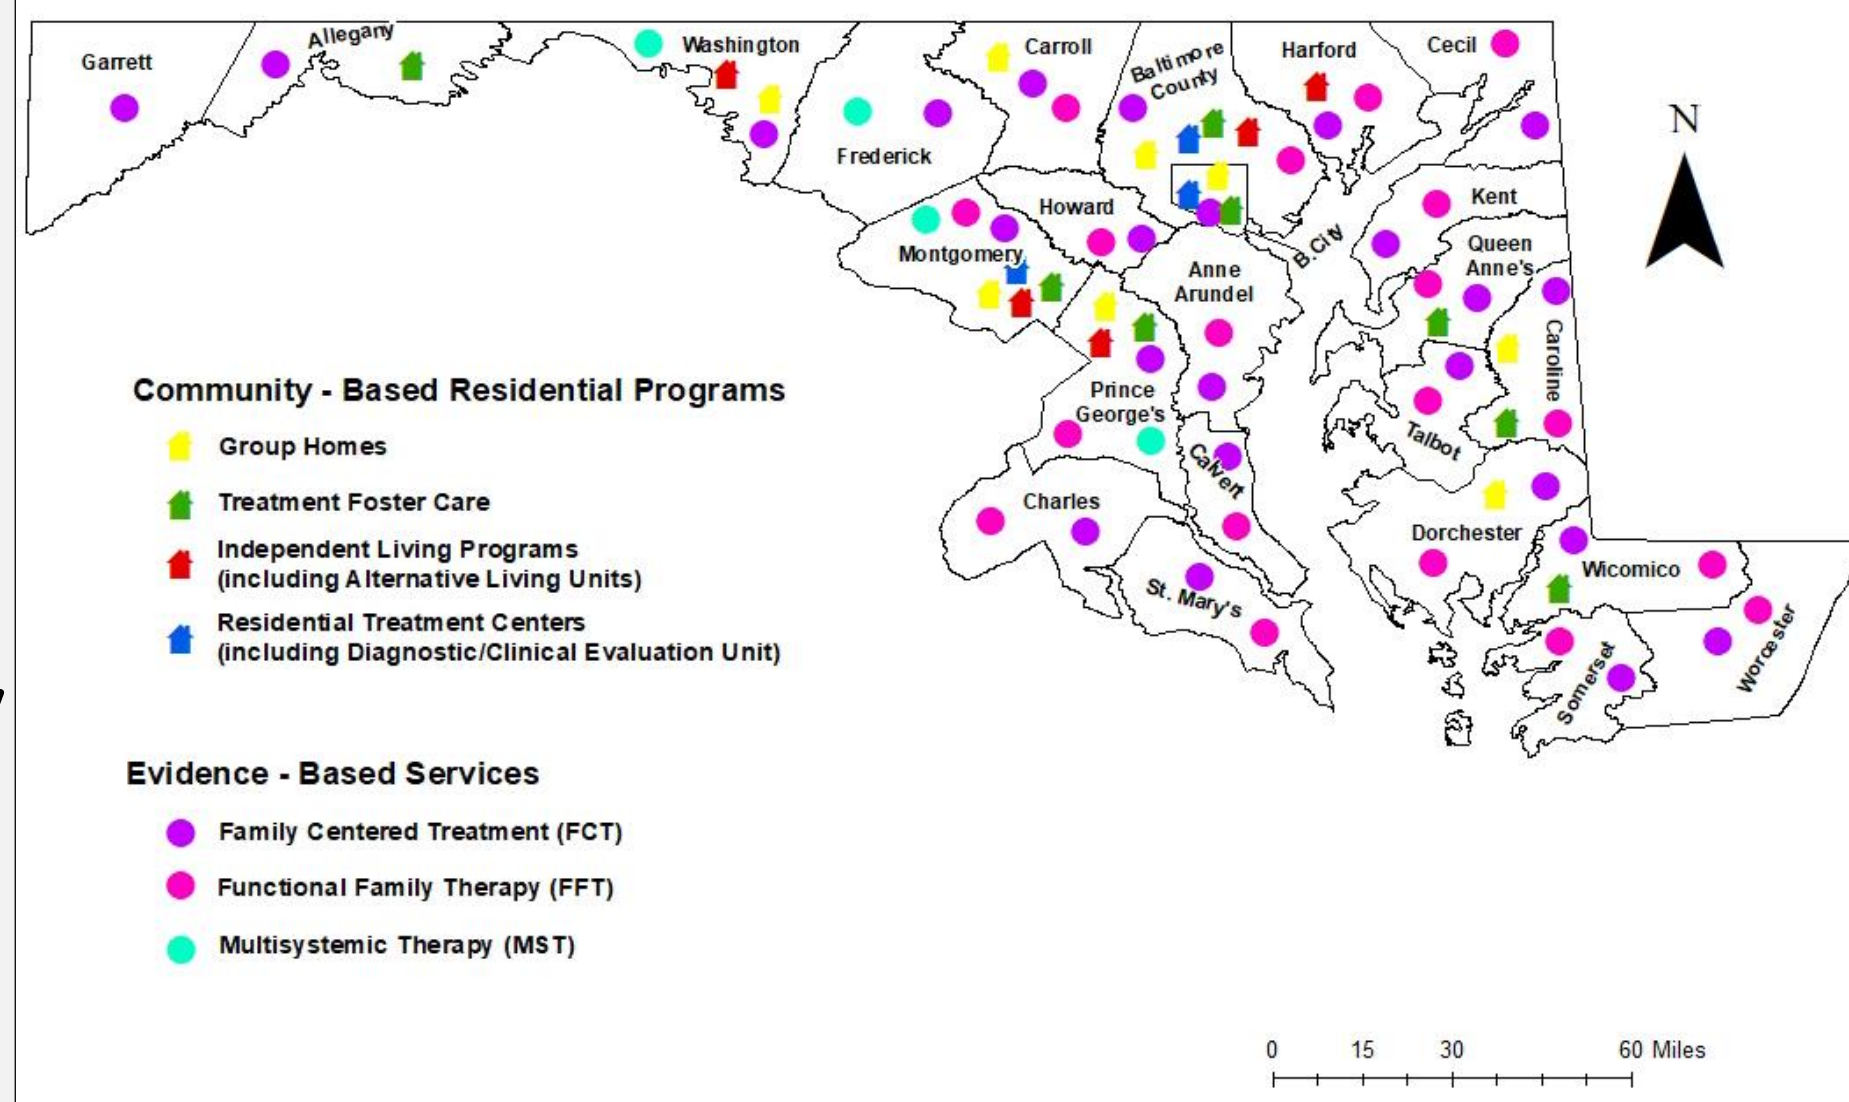 Garrett
Allegany
Washington
Frederick
Carroll
Baltimore
County
Harford
Cecil
N
Howard
Montgomery
B.City
Kent
Queen
Anne's
Anne
Arundel
Caroline
Prince
George's
Talbot
Calvert
Charles
St. Mary's
Dorchester
Wicomico
Somerset
Worcester
Community - Based Residential Programs
Group Homes
Treatment Foster Care
Independent Living Programs
(including Alternative Living Units)
Residential Treatment Centers
(including Diagnostic/Clinical Evaluation Unit)
Evidence - Based Services
Family Centered Treatment (FCT)
Functional Family Therapy (FFT)
Multisystemic Therapy (MST)
0 15 30 60 Miles